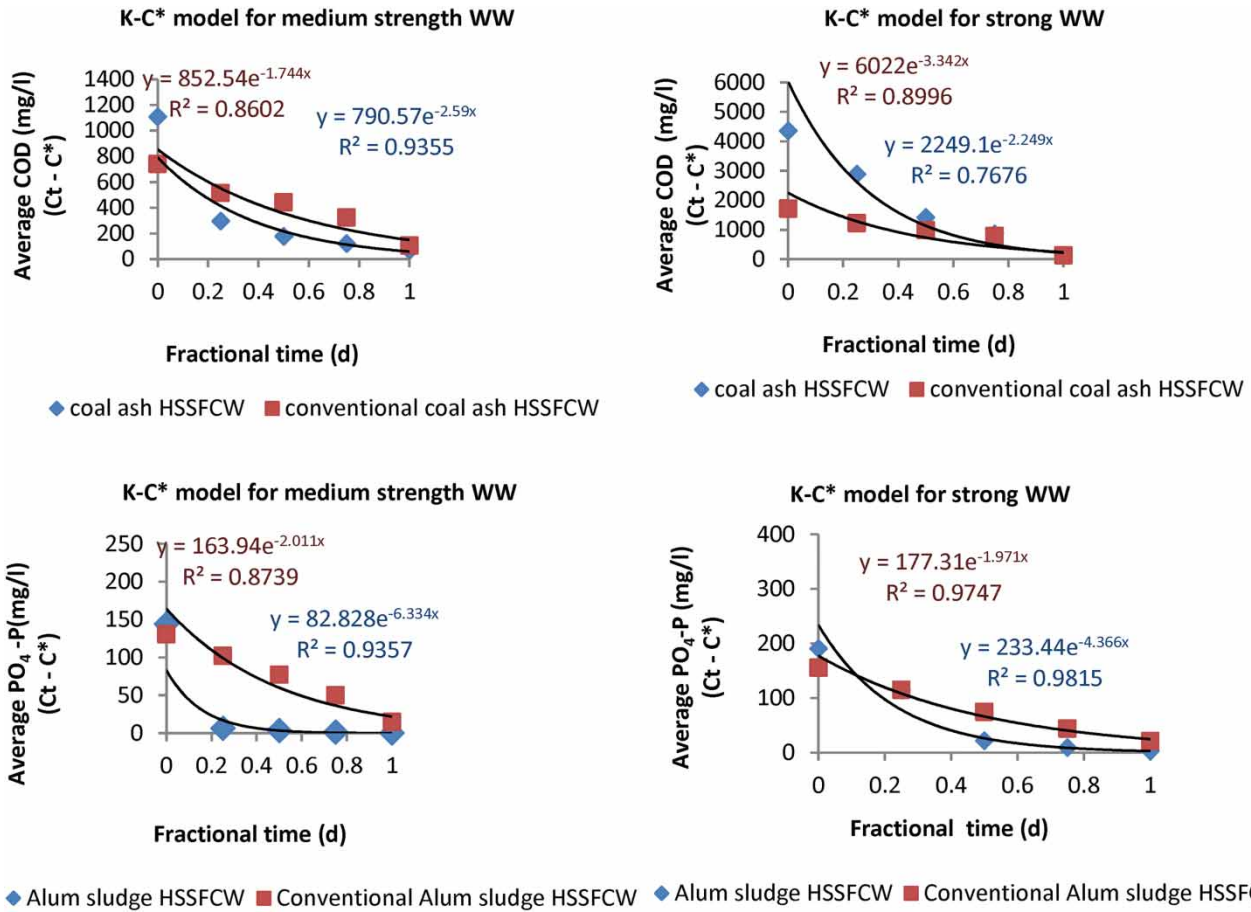 K-C* model for medium strength WW
y = 852.54e^-1.744x
R² = 0.8602
y = 790.57e^-2.59x
R² = 0.9355
Average COD (mg/l)
(Ct - C*)
1400
1200
1000
800
600
400
200
0
0 0.2 0.4 0.6 0.8 1
Fractional time (d)
coal ash HSSFCW conventional coal ash HSSFCW
K-C* model for strong WW
y = 6022e^-3.342x
R² = 0.8996
y = 2249.1e^-2.249x
R² = 0.7676
Average COD (mg/l)
(Ct - C*)
6000
5000
4000
3000
2000
1000
0
0 0.2 0.4 0.6 0.8 1
Fractional time (d)
coal ash HSSFCW conventional coal ash HSSFCW
K-C* model for medium strength WW
y = 163.94e^-2.011x
R² = 0.8739
y = 82.828e^-6.334x
R² = 0.9357
Average PO₄ -P(mg/l)
(Ct - C*)
250
200
150
100
50
0
0 0.2 0.4 0.6 0.8 1
Fractional time (d)
Alum sludge HSSFCW Conventional Alum sludge HSSFCW
K-C* model for strong WW
y = 177.31e^-1.971x
R² = 0.9747
y = 233.44e^-4.366x
R² = 0.9815
Average PO₄-P (mg/l)
(Ct - C*)
400
300
200
100
0
0 0.2 0.4 0.6 0.8 1
Fractional time (d)
Alum sludge HSSFCW Conventional Alum sludge